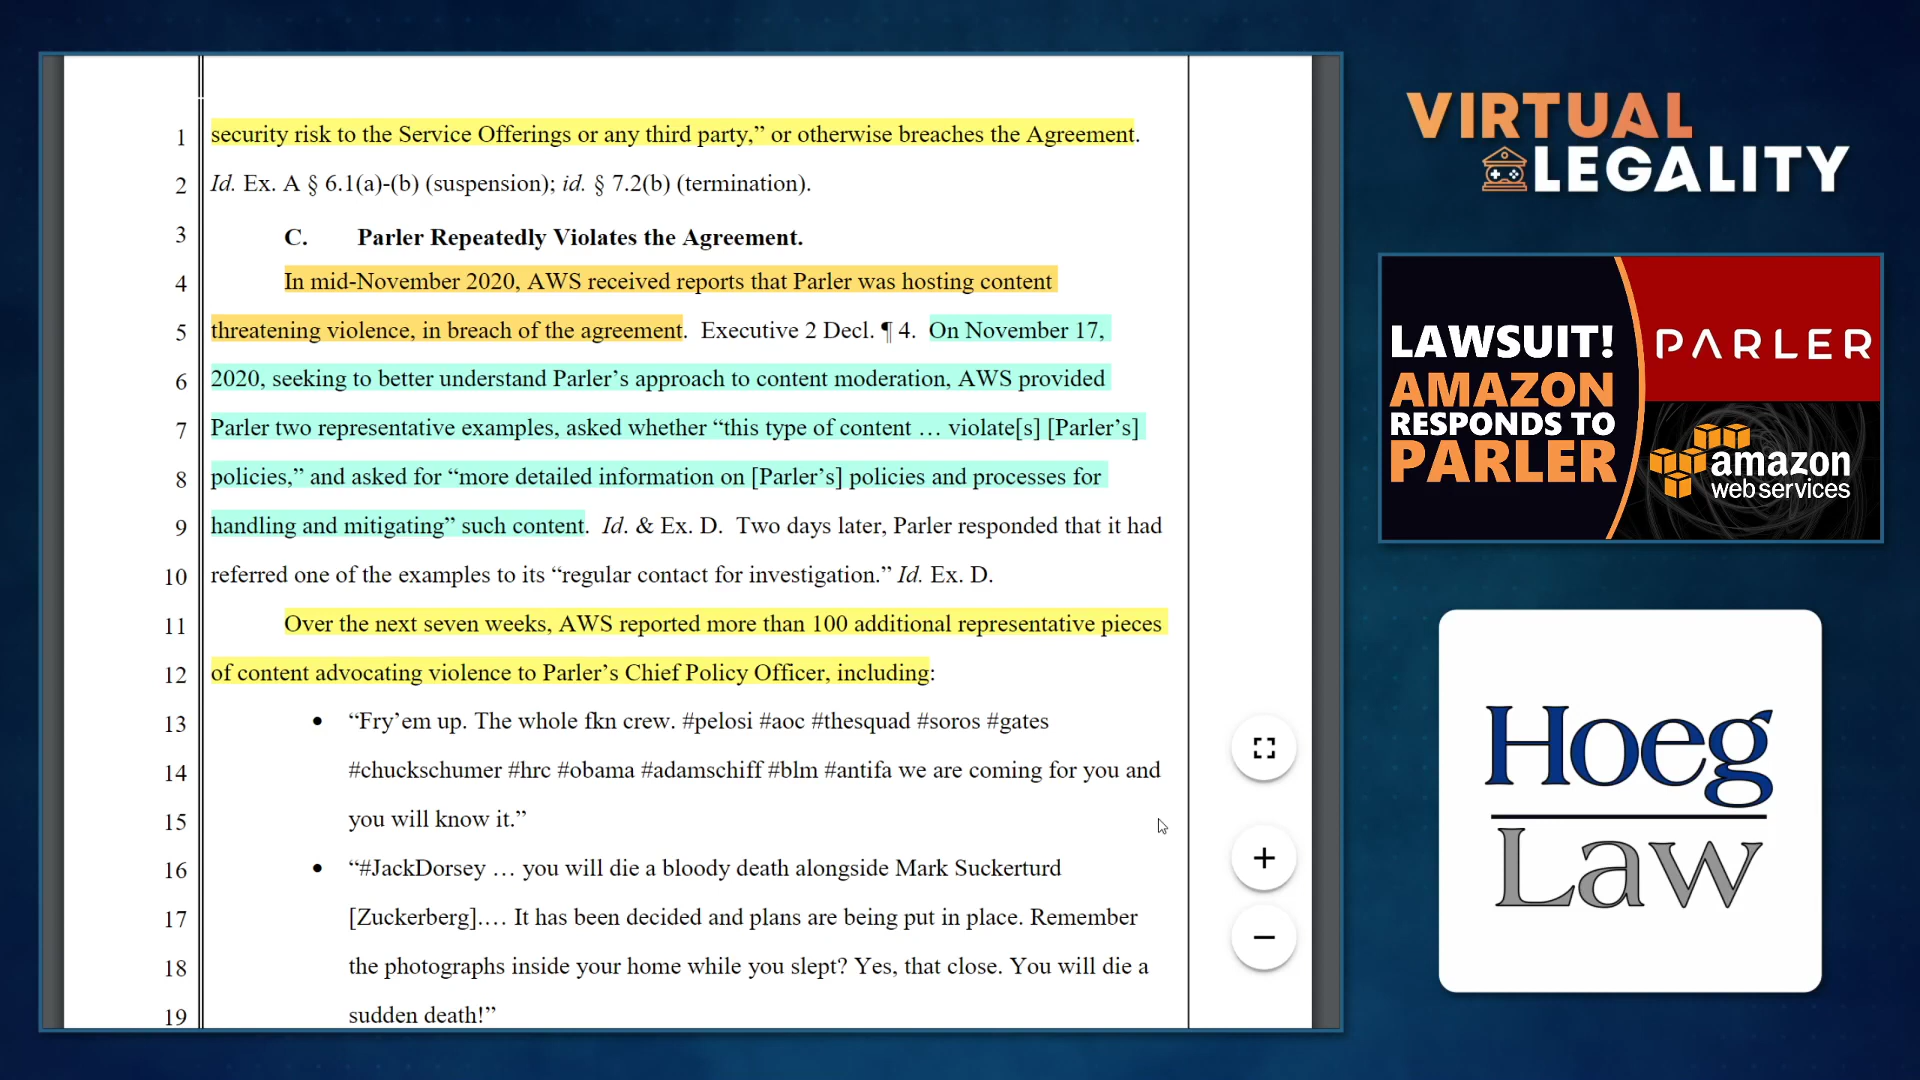 1 security risk to the Service Offerings or any third party,” or otherwise breaches the Agreement.
2 Id. Ex. A § 6.1(a)-(b) (suspension); id. § 7.2(b) (termination).
3 C. Parler Repeatedly Violates the Agreement.
4 In mid-November 2020, AWS received reports that Parler was hosting content
5 threatening violence, in breach of the agreement. Executive 2 Decl. ¶ 4. On November 17,
6 2020, seeking to better understand Parler’s approach to content moderation, AWS provided
7 Parler two representative examples, asked whether “this type of content … violate[s] [Parler’s]
8 policies,” and asked for “more detailed information on [Parler’s] policies and processes for
9 handling and mitigating” such content. Id. & Ex. D. Two days later, Parler responded that it had
10 referred one of the examples to its “regular contact for investigation.” Id. Ex. D.
11 Over the next seven weeks, AWS reported more than 100 additional representative pieces
12 of content advocating violence to Parler’s Chief Policy Officer, including:
13 • “Fry’em up. The whole fkn crew. #pelosi #aoc #thesquad #soros #gates
14 #chuckschumer #hrc #obama #adamschiff #blm #antifa we are coming for you and
15 you will know it.”
16 • “#JackDorsey … you will die a bloody death alongside Mark Suckerturd
17 [Zuckerberg].… It has been decided and plans are being put in place. Remember
18 the photographs inside your home while you slept? Yes, that close. You will die a
19 sudden death!”
VIRTUAL
LEGALITY
LAWSUIT!
AMAZON
RESPONDS TO
PARLER
PARLER
amazon
web services
Hoeg
Law